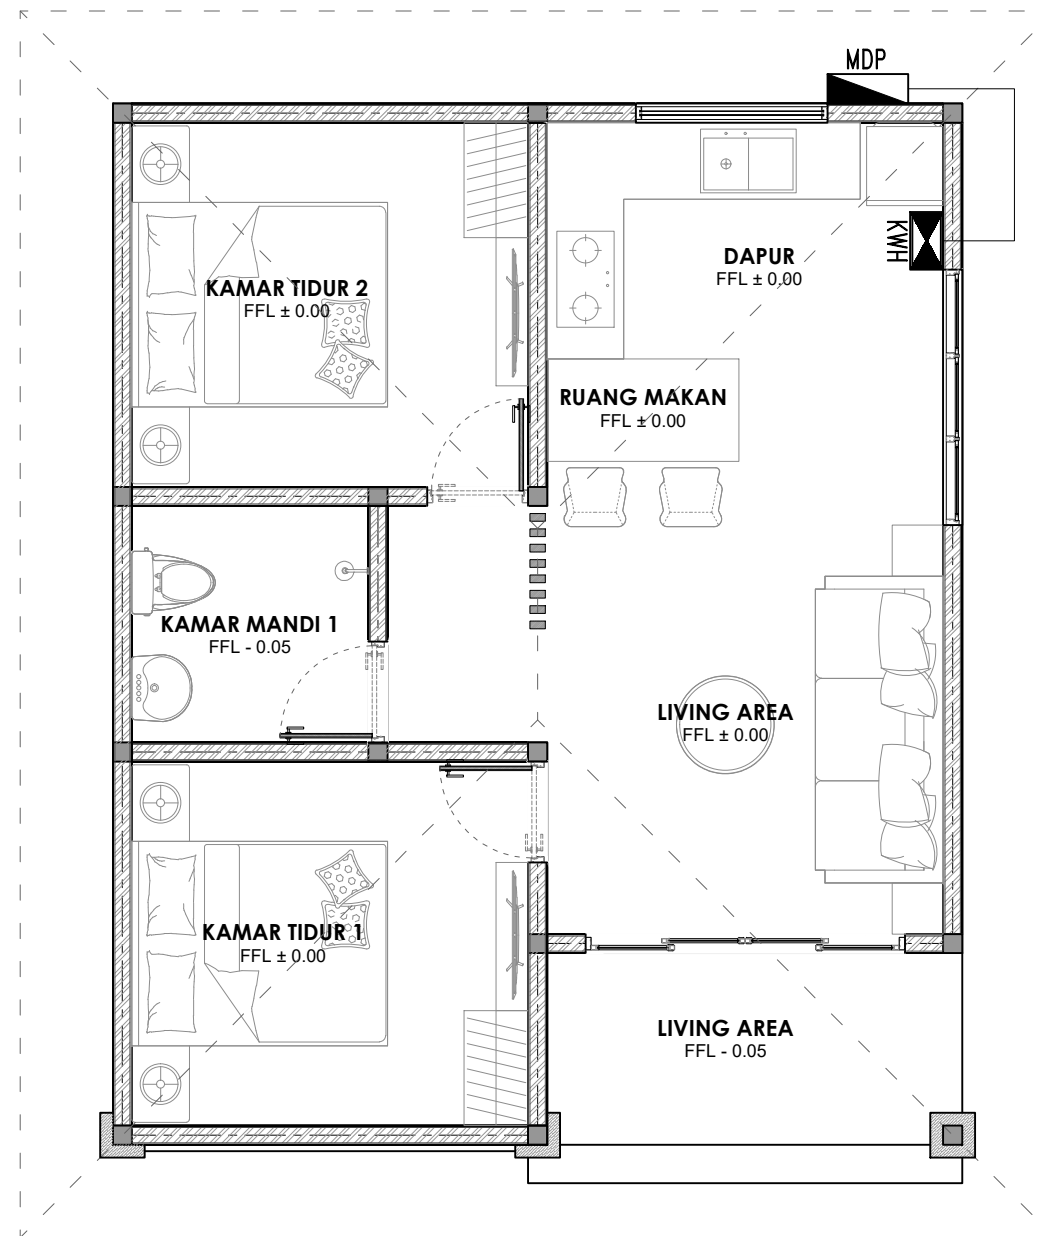 MDP
KWH
DAPUR
FFL ± 0.00
KAMAR TIDUR 2
FFL ± 0.00
RUANG MAKAN
FFL ± 0.00
KAMAR MANDI 1
FFL - 0.05
LIVING AREA
FFL ± 0.00
KAMAR TIDUR 1
FFL ± 0.00
LIVING AREA
FFL - 0.05